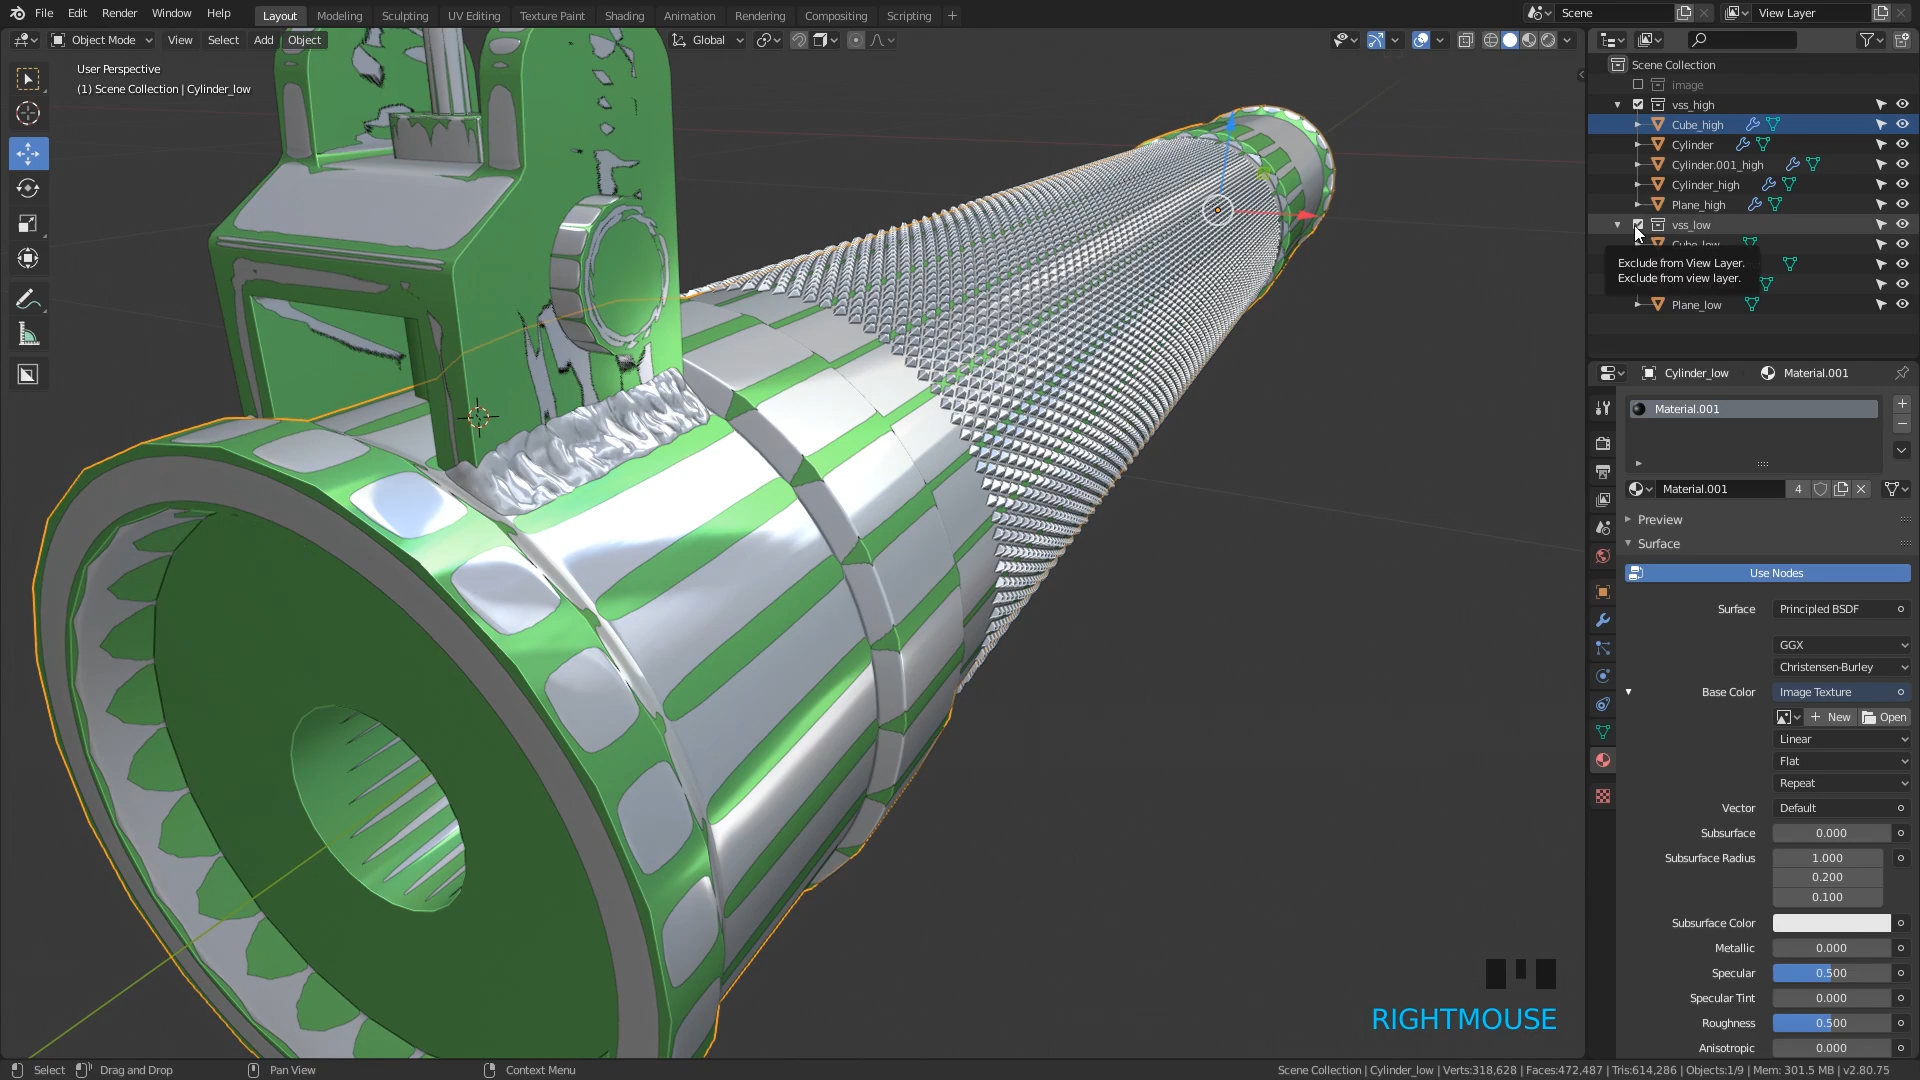 File Edit Render Window Help Layout Modeling Sculpting UV Editing Texture Paint Shading Animation Rendering Compositing Scripting + Scene View Layer
Object Mode View Select Add Object Global
User Perspective
(1) Scene Collection | Cylinder_low
Scene Collection
image
vss_high
Cube_high
Cylinder
Cylinder.001_high
Cylinder_high
Plane_high
vss_low
Cube_low
Exclude from View Layer.
Exclude from view layer.
Plane_low
Cylinder_low Material.001
Material.001
Material.001 4
Preview
Surface
Use Nodes
Surface Principled BSDF
GGX
Christensen-Burley
Base Color Image Texture
+ New Open
Linear
Flat
Repeat
Vector Default
Subsurface 0.000
Subsurface Radius 1.000
0.200
0.100
Subsurface Color
Metallic 0.000
Specular 0.500
Specular Tint 0.000
Roughness 0.500
Anisotropic 0.000
RIGHTMOUSE
Select Drag and Drop Pan View Context Menu Scene Collection | Cylinder_low | Verts:318,628 | Faces:472,487 | Tris:614,286 | Objects:1/9 | Mem: 301.5 MB | v2.80.75